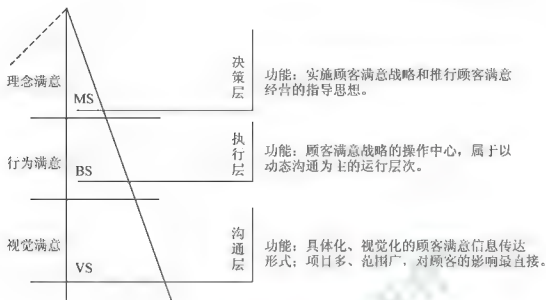 理念满意
MS
决策层
功能：实施顾客满意战略和推行顾客满意
经营的指导思想。
行为满意
BS
执行层
功能：顾客满意战略的操作中心，属于以
动态沟通为主的运行层次。
视觉满意
VS
沟通层
功能：具体化、视觉化的顾客满意信息传达
形式；项目多、范围广，对顾客的影响最直接。